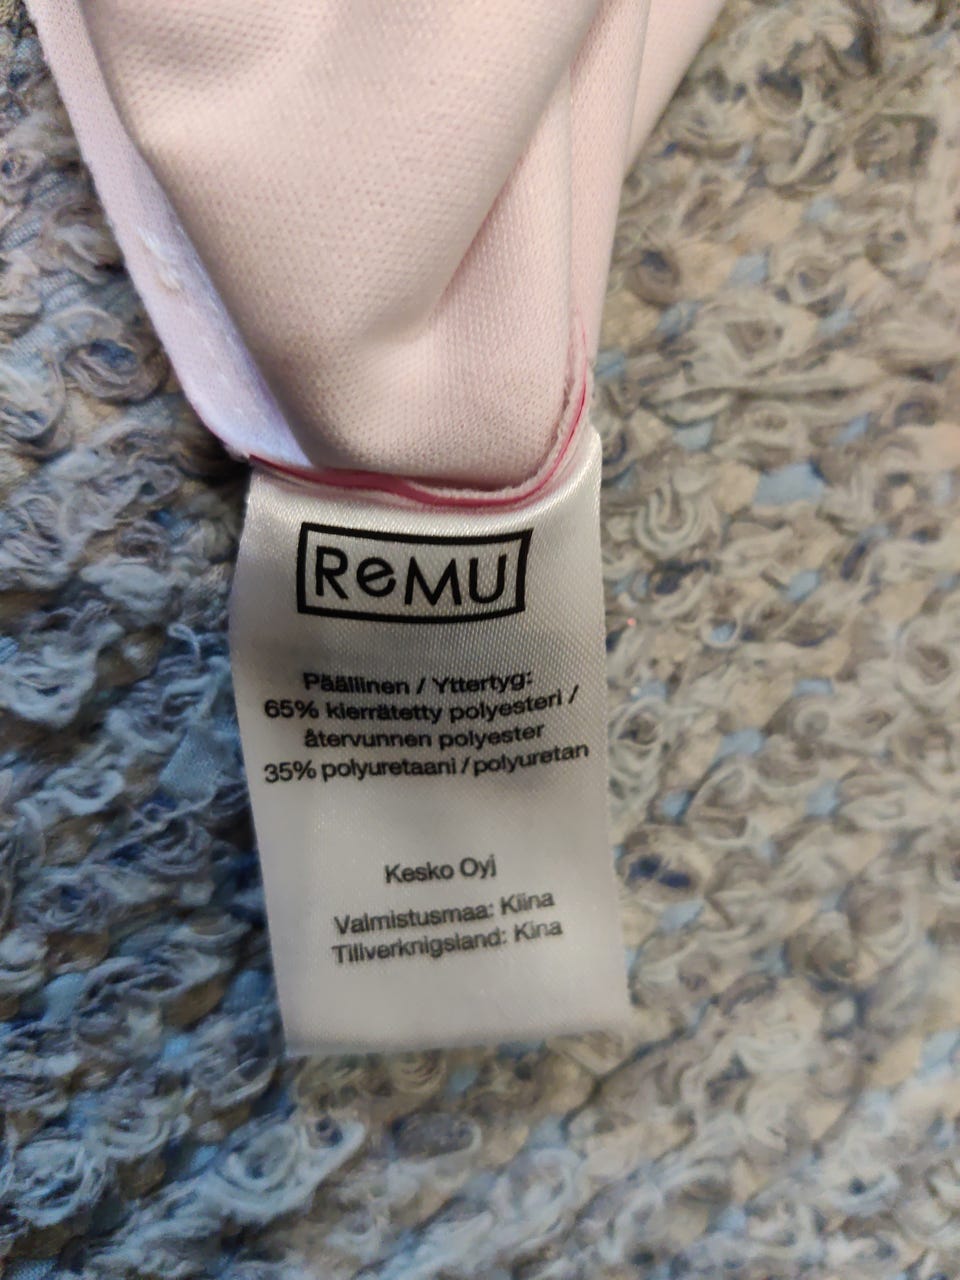 ReMU
Päällinen / Yttertyg:
65% kierrätetty polyesteri /
återvunnen polyester
35% polyuretaani / polyuretan
Kesko Oyj
Valmistusmaa: Kiina
Tillverknigsland: Kina